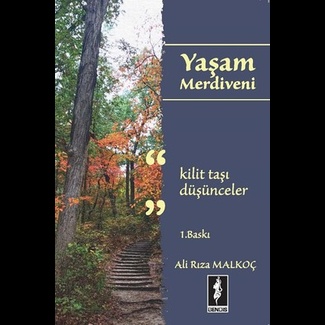 Yaşam
Merdiveni
“
kilit taşı
düşünceler
”
1.Baskı
Ali Rıza MALKOÇ